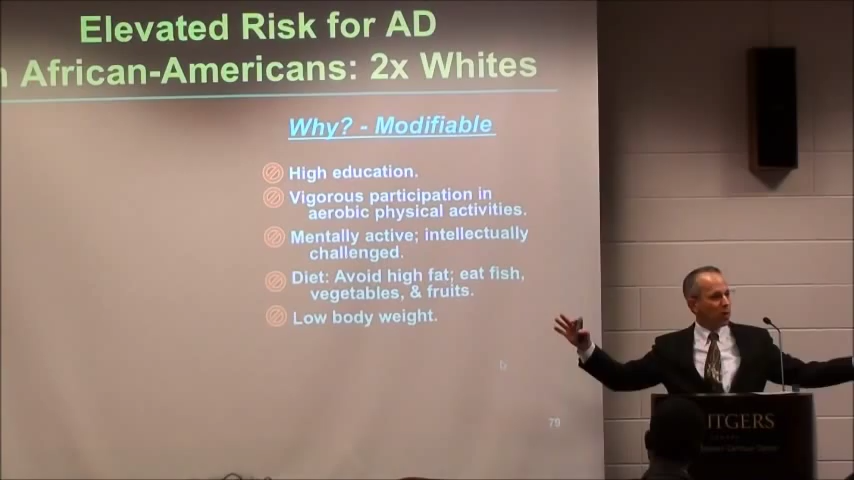 Elevated Risk for AD
African-Americans: 2x Whites
Why? - Modifiable
High education.
Vigorous participation in
aerobic physical activities.
Mentally active; intellectually
challenged.
Diet: Avoid high fat; eat fish,
vegetables, & fruits.
Low body weight.
79